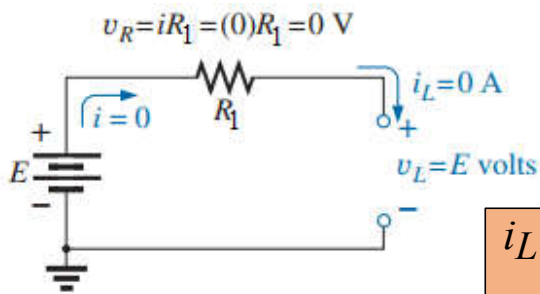 v_R=iR_1=(0)R_1=0 V
i_L=0 A
+
i=0
R_1
+
E
v_L=E volts
−
−
i_L